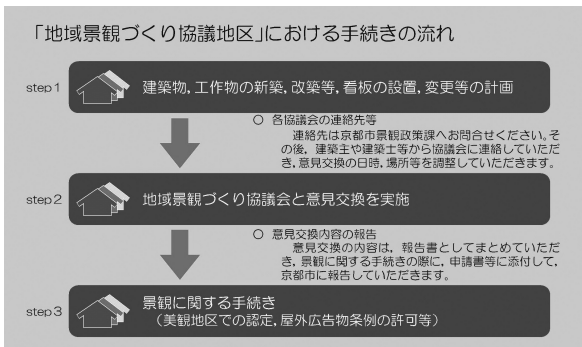 「地域景観づくり協議地区」における手続きの流れ
step1
建築物，工作物の新築，改築等，看板の設置，変更等の計画
○ 各協議会の連絡先等
連絡先は京都市景観政策課へお問合せください。そ
の後，建築主や建築士等から協議会に連絡していただ
き，意見交換の日時，場所等を調整していただきます。
step2
地域景観づくり協議会と意見交換を実施
○ 意見交換内容の報告
意見交換の内容は，報告書としてまとめていただ
き，景観に関する手続きの際に，申請書等に添付して，
京都市に報告していただきます。
step3
景観に関する手続き
（美観地区での認定，屋外広告物条例の許可等）